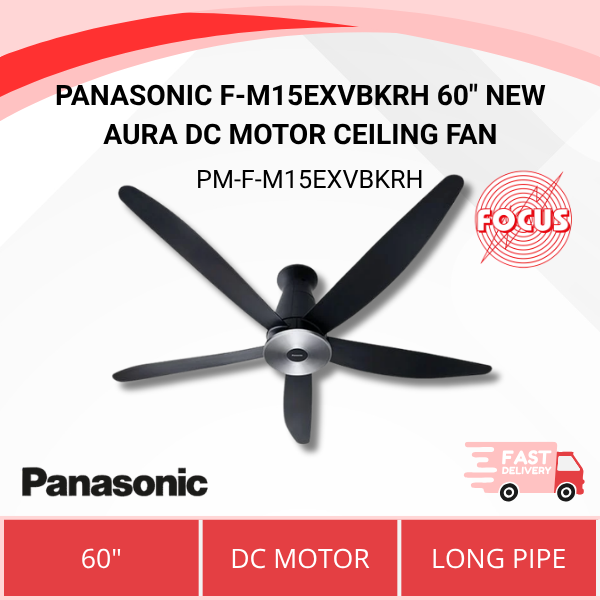 PANASONIC F-M15EXVBKRH 60" NEW
AURA DC MOTOR CEILING FAN
PM-F-M15EXVBKRH
FOCUS
Panasonic
FAST
DELIVERY
60"
DC MOTOR
LONG PIPE